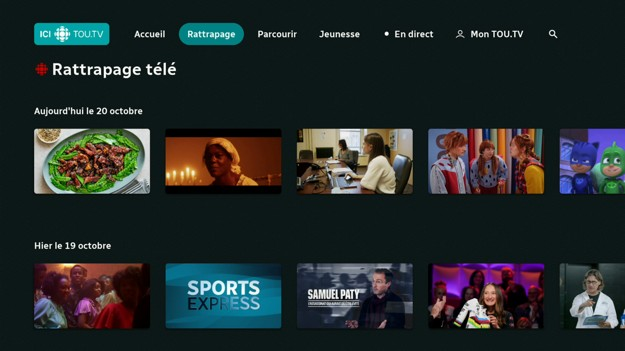 ICI TOU.TV
Accueil
Rattrapage
Parcourir
Jeunesse
En direct
Mon TOU.TV
Rattrapage télé
Aujourd'hui le 20 octobre
Hier le 19 octobre
SPORTS
EXPRESS
SAMUEL PATY